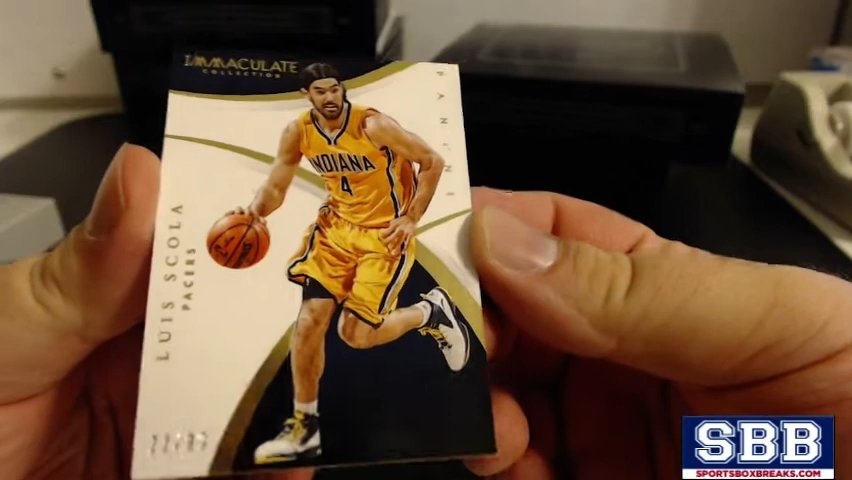 IMMACULATE
COLLECTION
PANINI
INDIANA
4
LUIS SCOLA
PACERS
SBB
SPORTSBOXBREAKS.COM